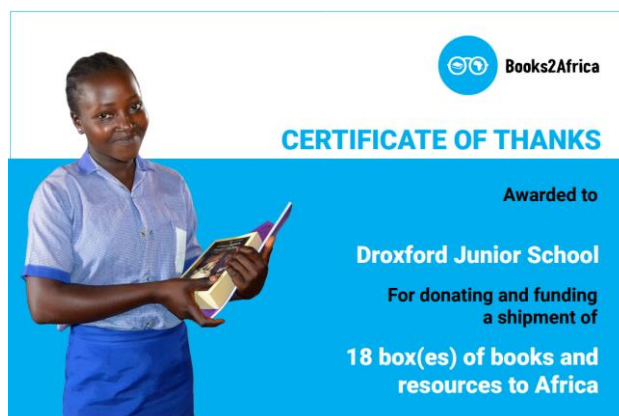 Books2Africa
CERTIFICATE OF THANKS
Awarded to
Droxford Junior School
For donating and funding
a shipment of
18 box(es) of books and
resources to Africa